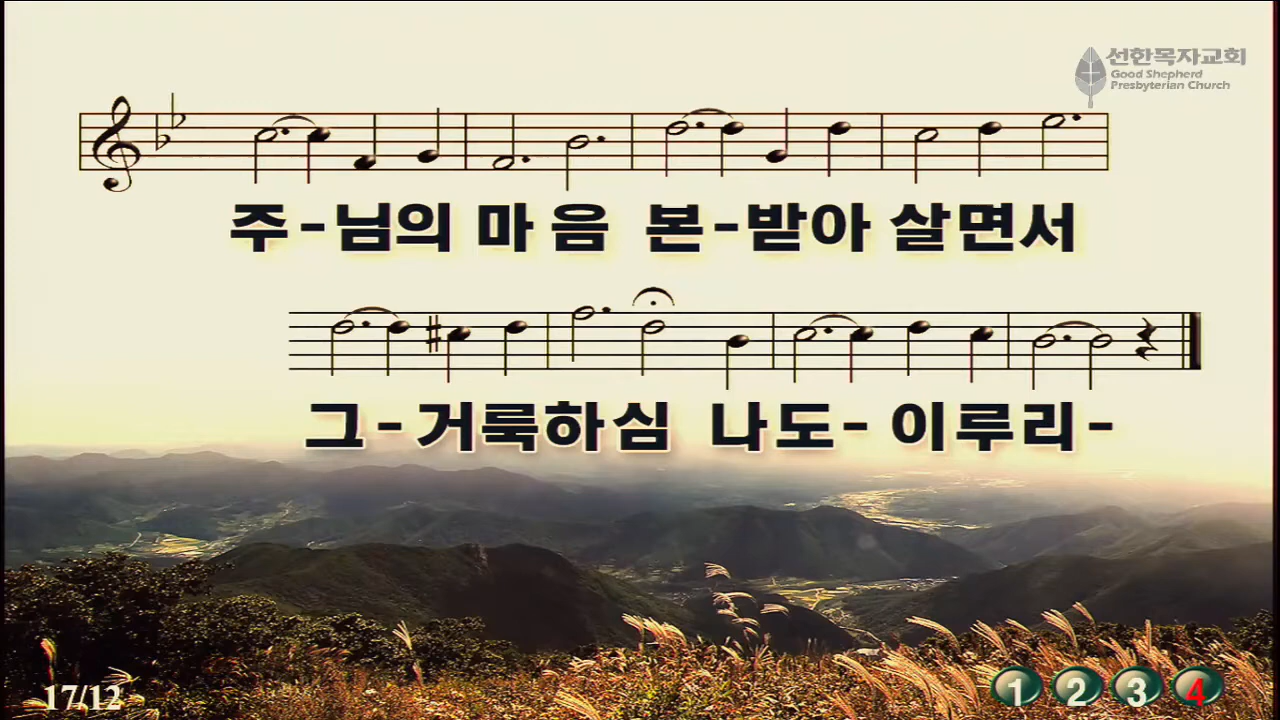 선한목자교회
Good Shepherd
Presbyterian Church
주-님의 마음 본-받아 살면서
그-거룩하심 나도- 이루리-
17/12
1 2 3 4